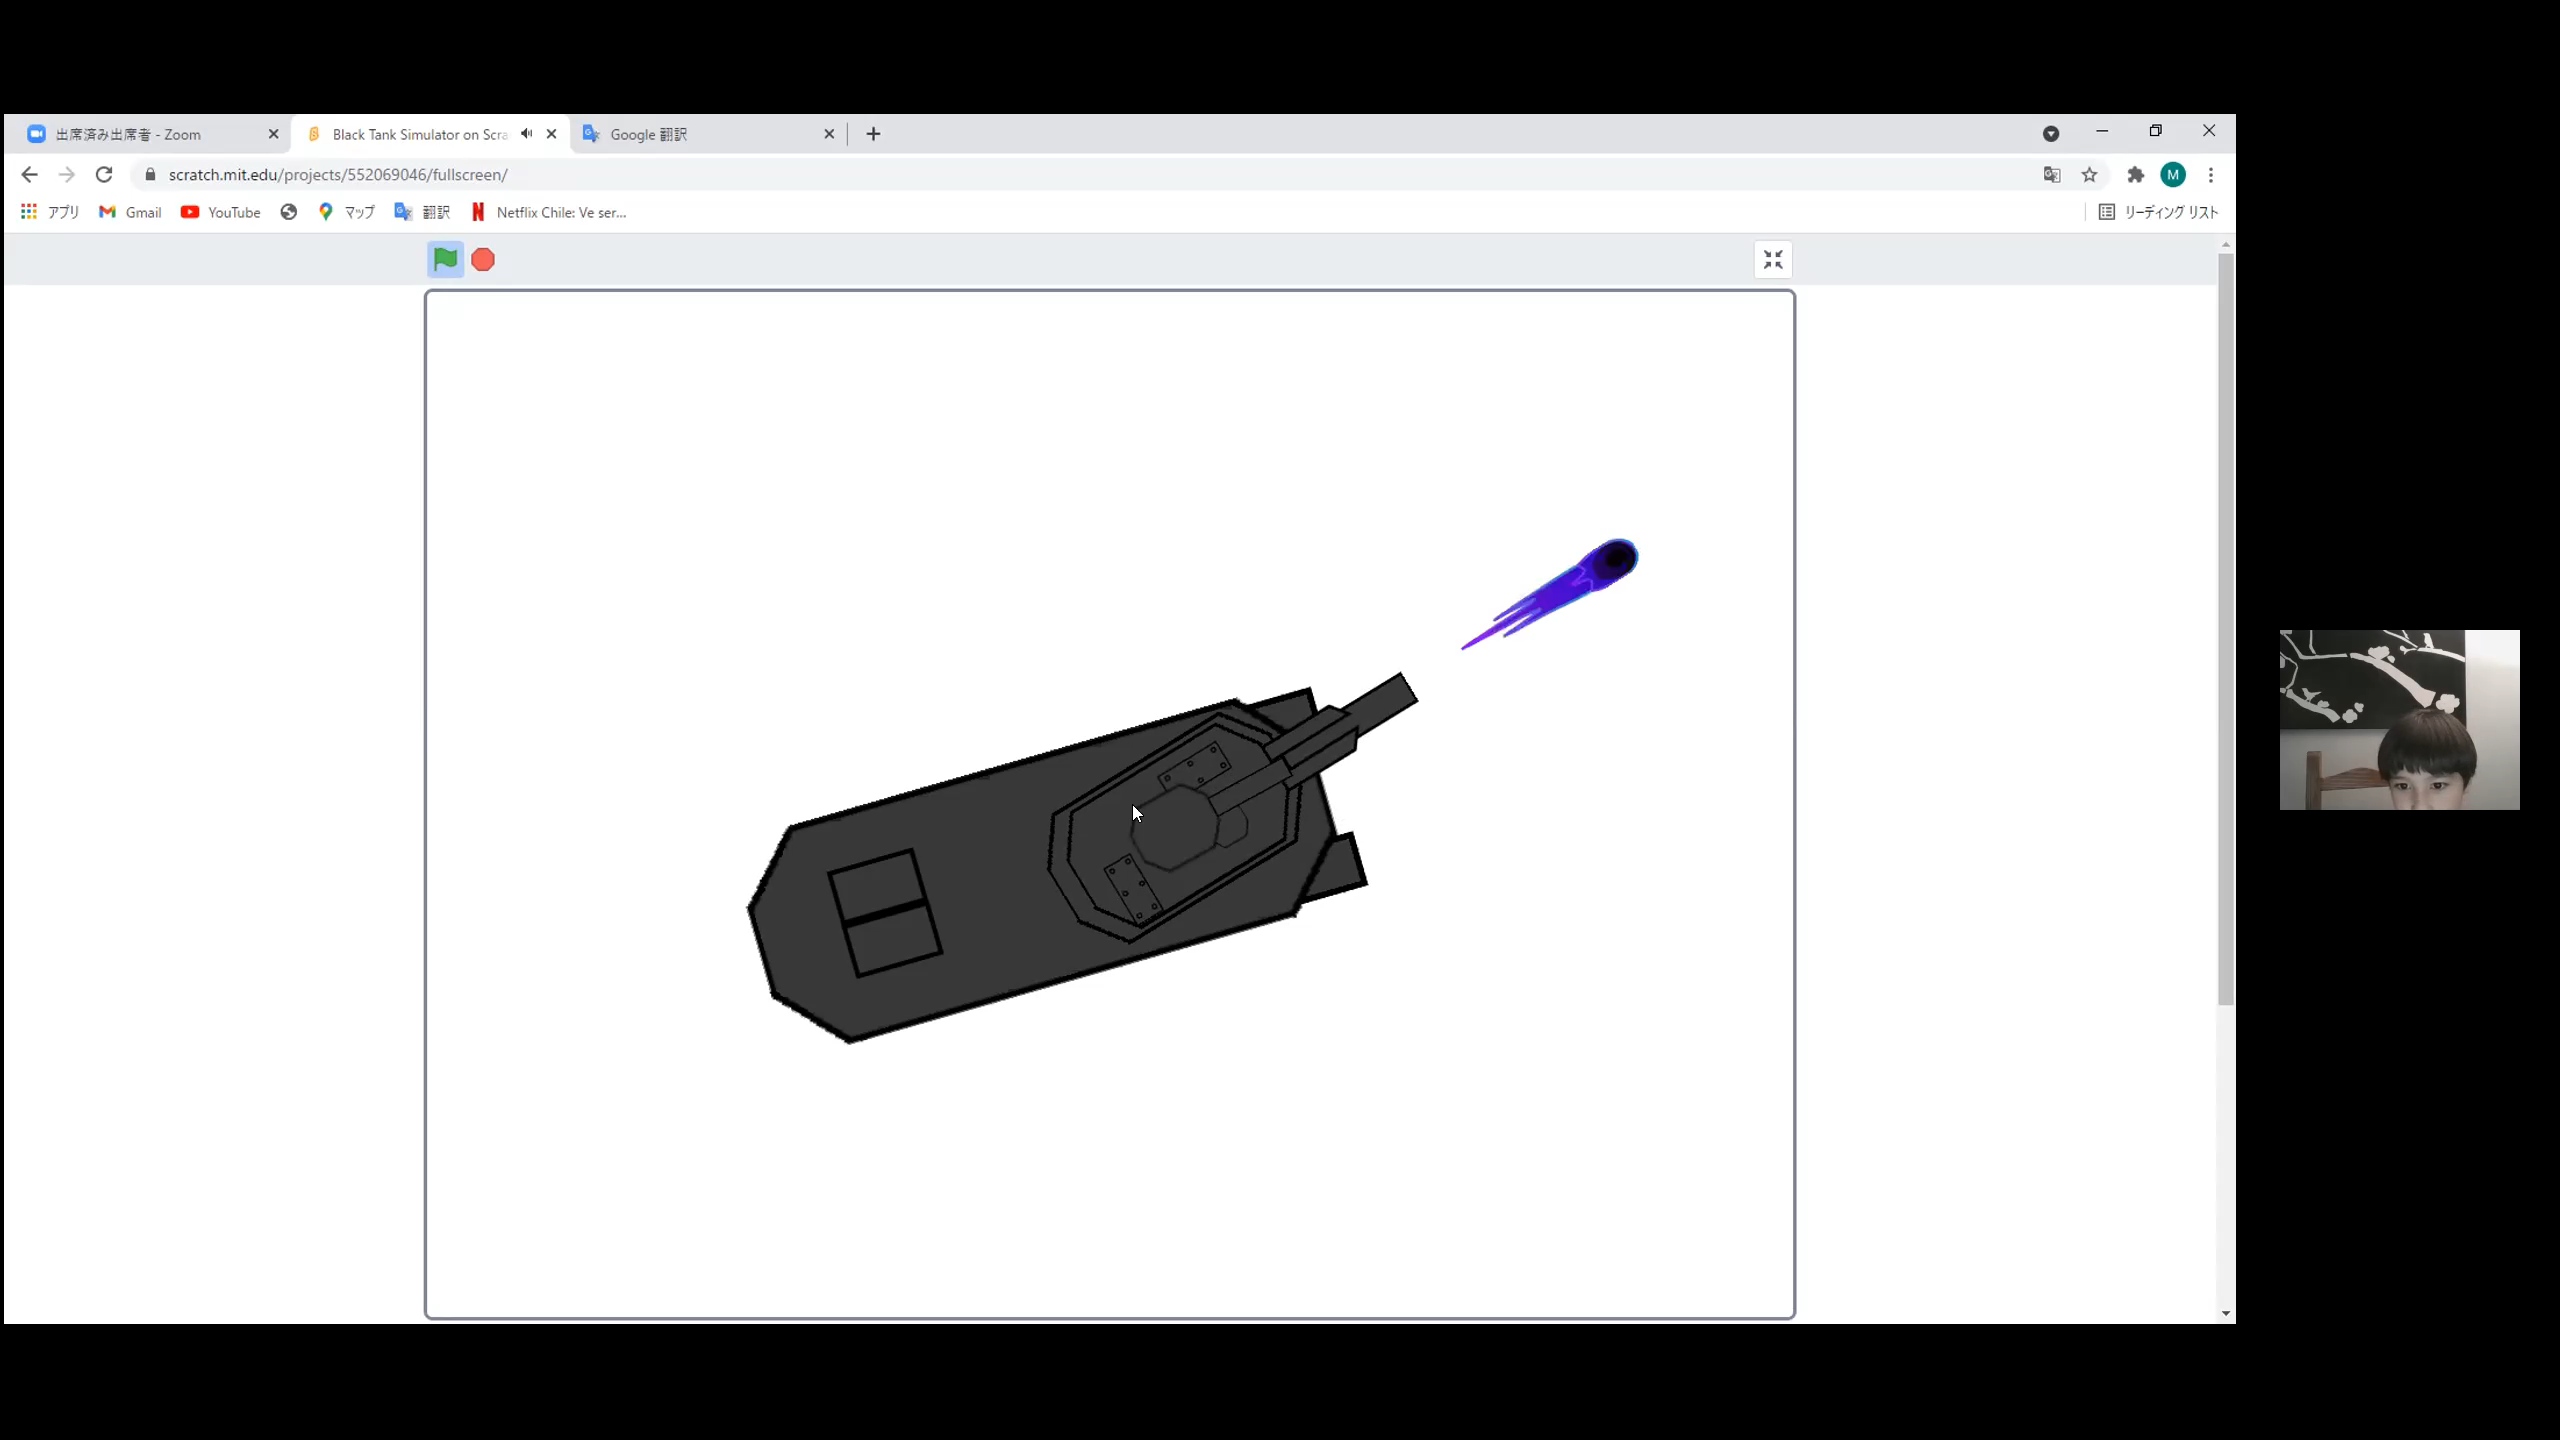 出席済み出席者 - Zoom
Black Tank Simulator on Scra
Google 翻訳
scratch.mit.edu/projects/552069046/fullscreen/
M
アプリ
Gmail
YouTube
マップ
翻訳
Netflix Chile: Ve ser...
リーディング リスト